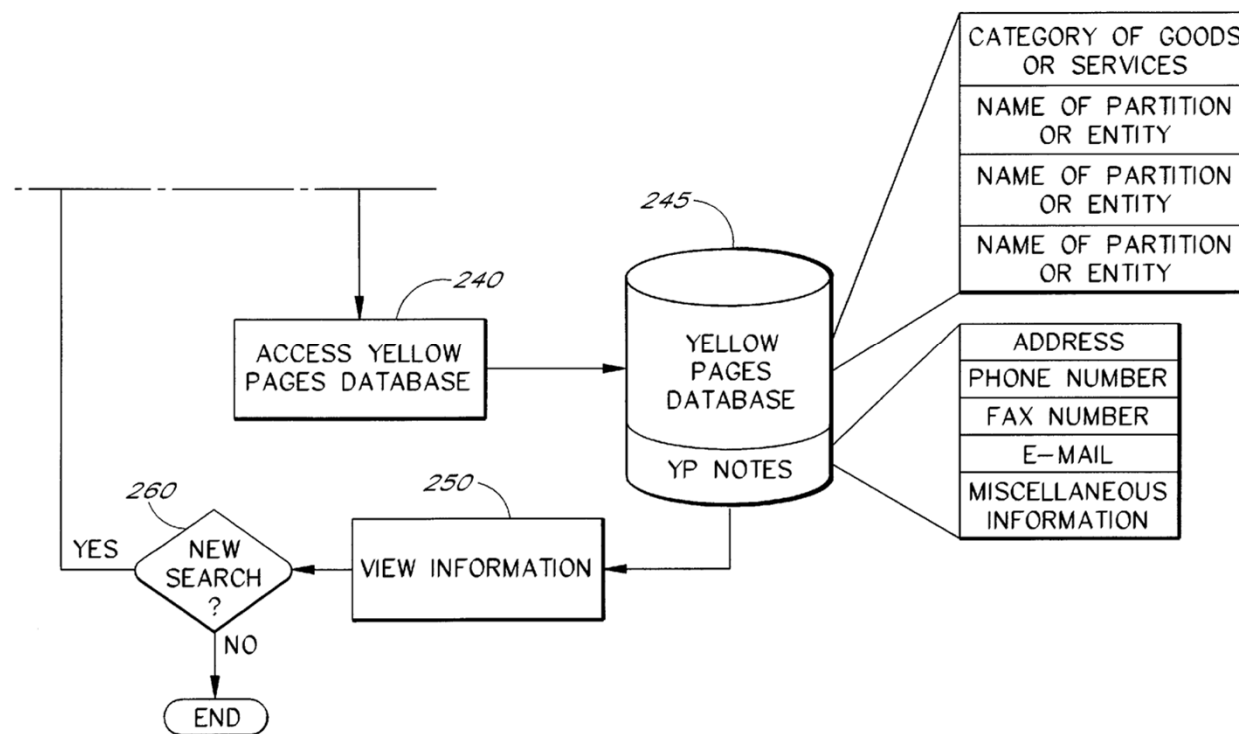 CATEGORY OF GOODS
OR SERVICES
NAME OF PARTITION
OR ENTITY
NAME OF PARTITION
OR ENTITY
NAME OF PARTITION
OR ENTITY
245
240
ACCESS YELLOW
PAGES DATABASE
YELLOW
PAGES
DATABASE
YP NOTES
ADDRESS
PHONE NUMBER
FAX NUMBER
E-MAIL
MISCELLANEOUS
INFORMATION
260
250
YES
NEW
SEARCH
?
VIEW INFORMATION
NO
END